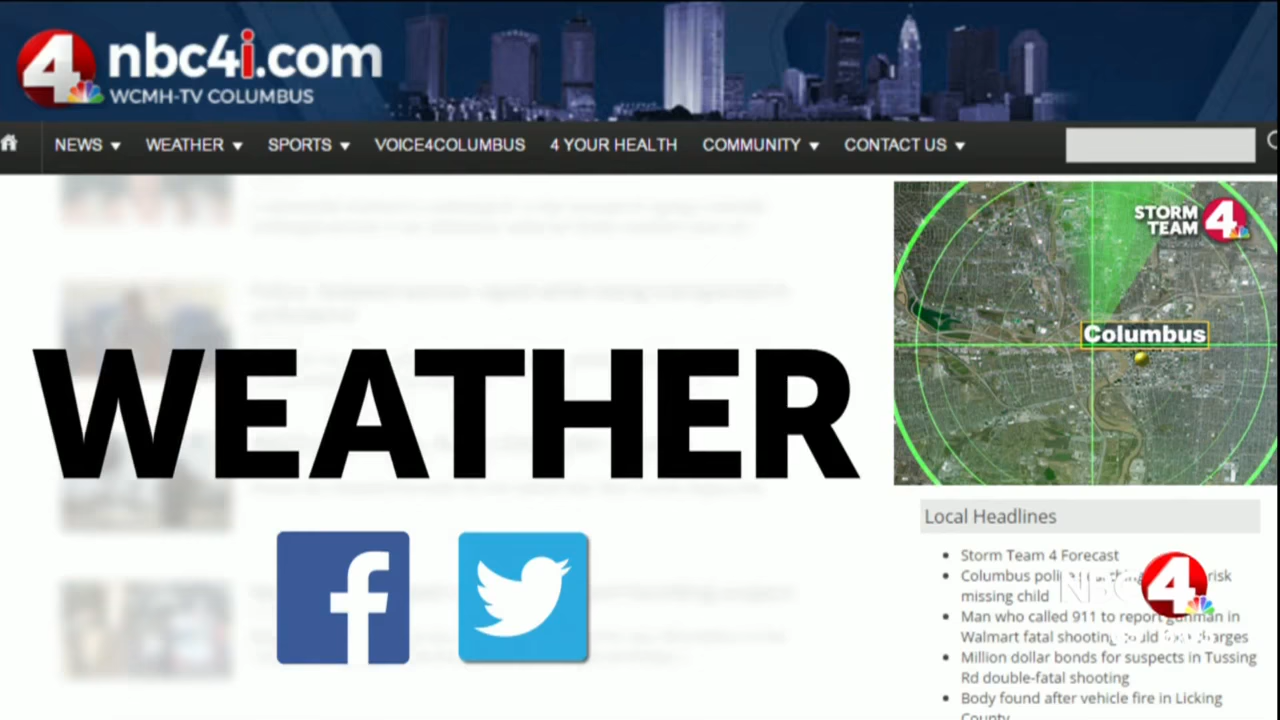 4 nbc4i.com
WCMH-TV COLUMBUS
NEWS WEATHER SPORTS VOICE4COLUMBUS 4 YOUR HEALTH COMMUNITY CONTACT US
STORM
TEAM 4
Columbus
WEATHER
Local Headlines
Storm Team 4 Forecast
Columbus risk
missing child
Man who called 911 to report gunman in
Walmart fatal shooting charges
Million dollar bonds for suspects in Tussing
Rd double-fatal shooting
Body found after vehicle fire in Licking
County
NBC 4